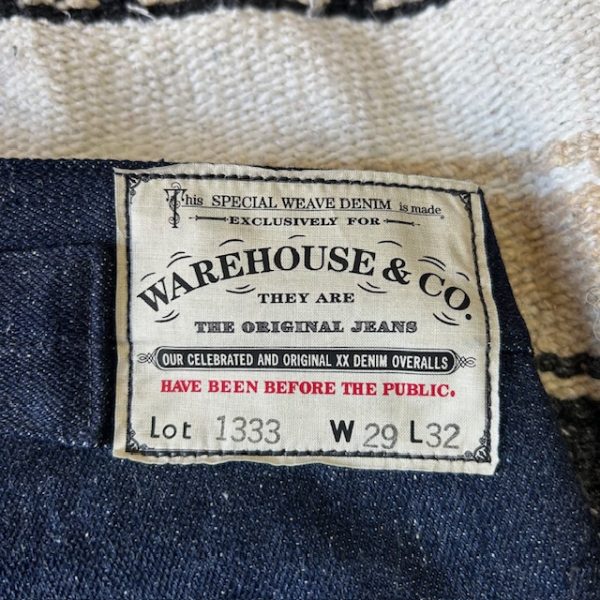 This SPECIAL WEAVE DENIM is made
EXCLUSIVELY FOR
WAREHOUSE & CO.
THEY ARE
THE ORIGINAL JEANS
OUR CELEBRATED AND ORIGINAL XX DENIM OVERALLS
HAVE BEEN BEFORE THE PUBLIC.
Lot 1333 W 29 L32